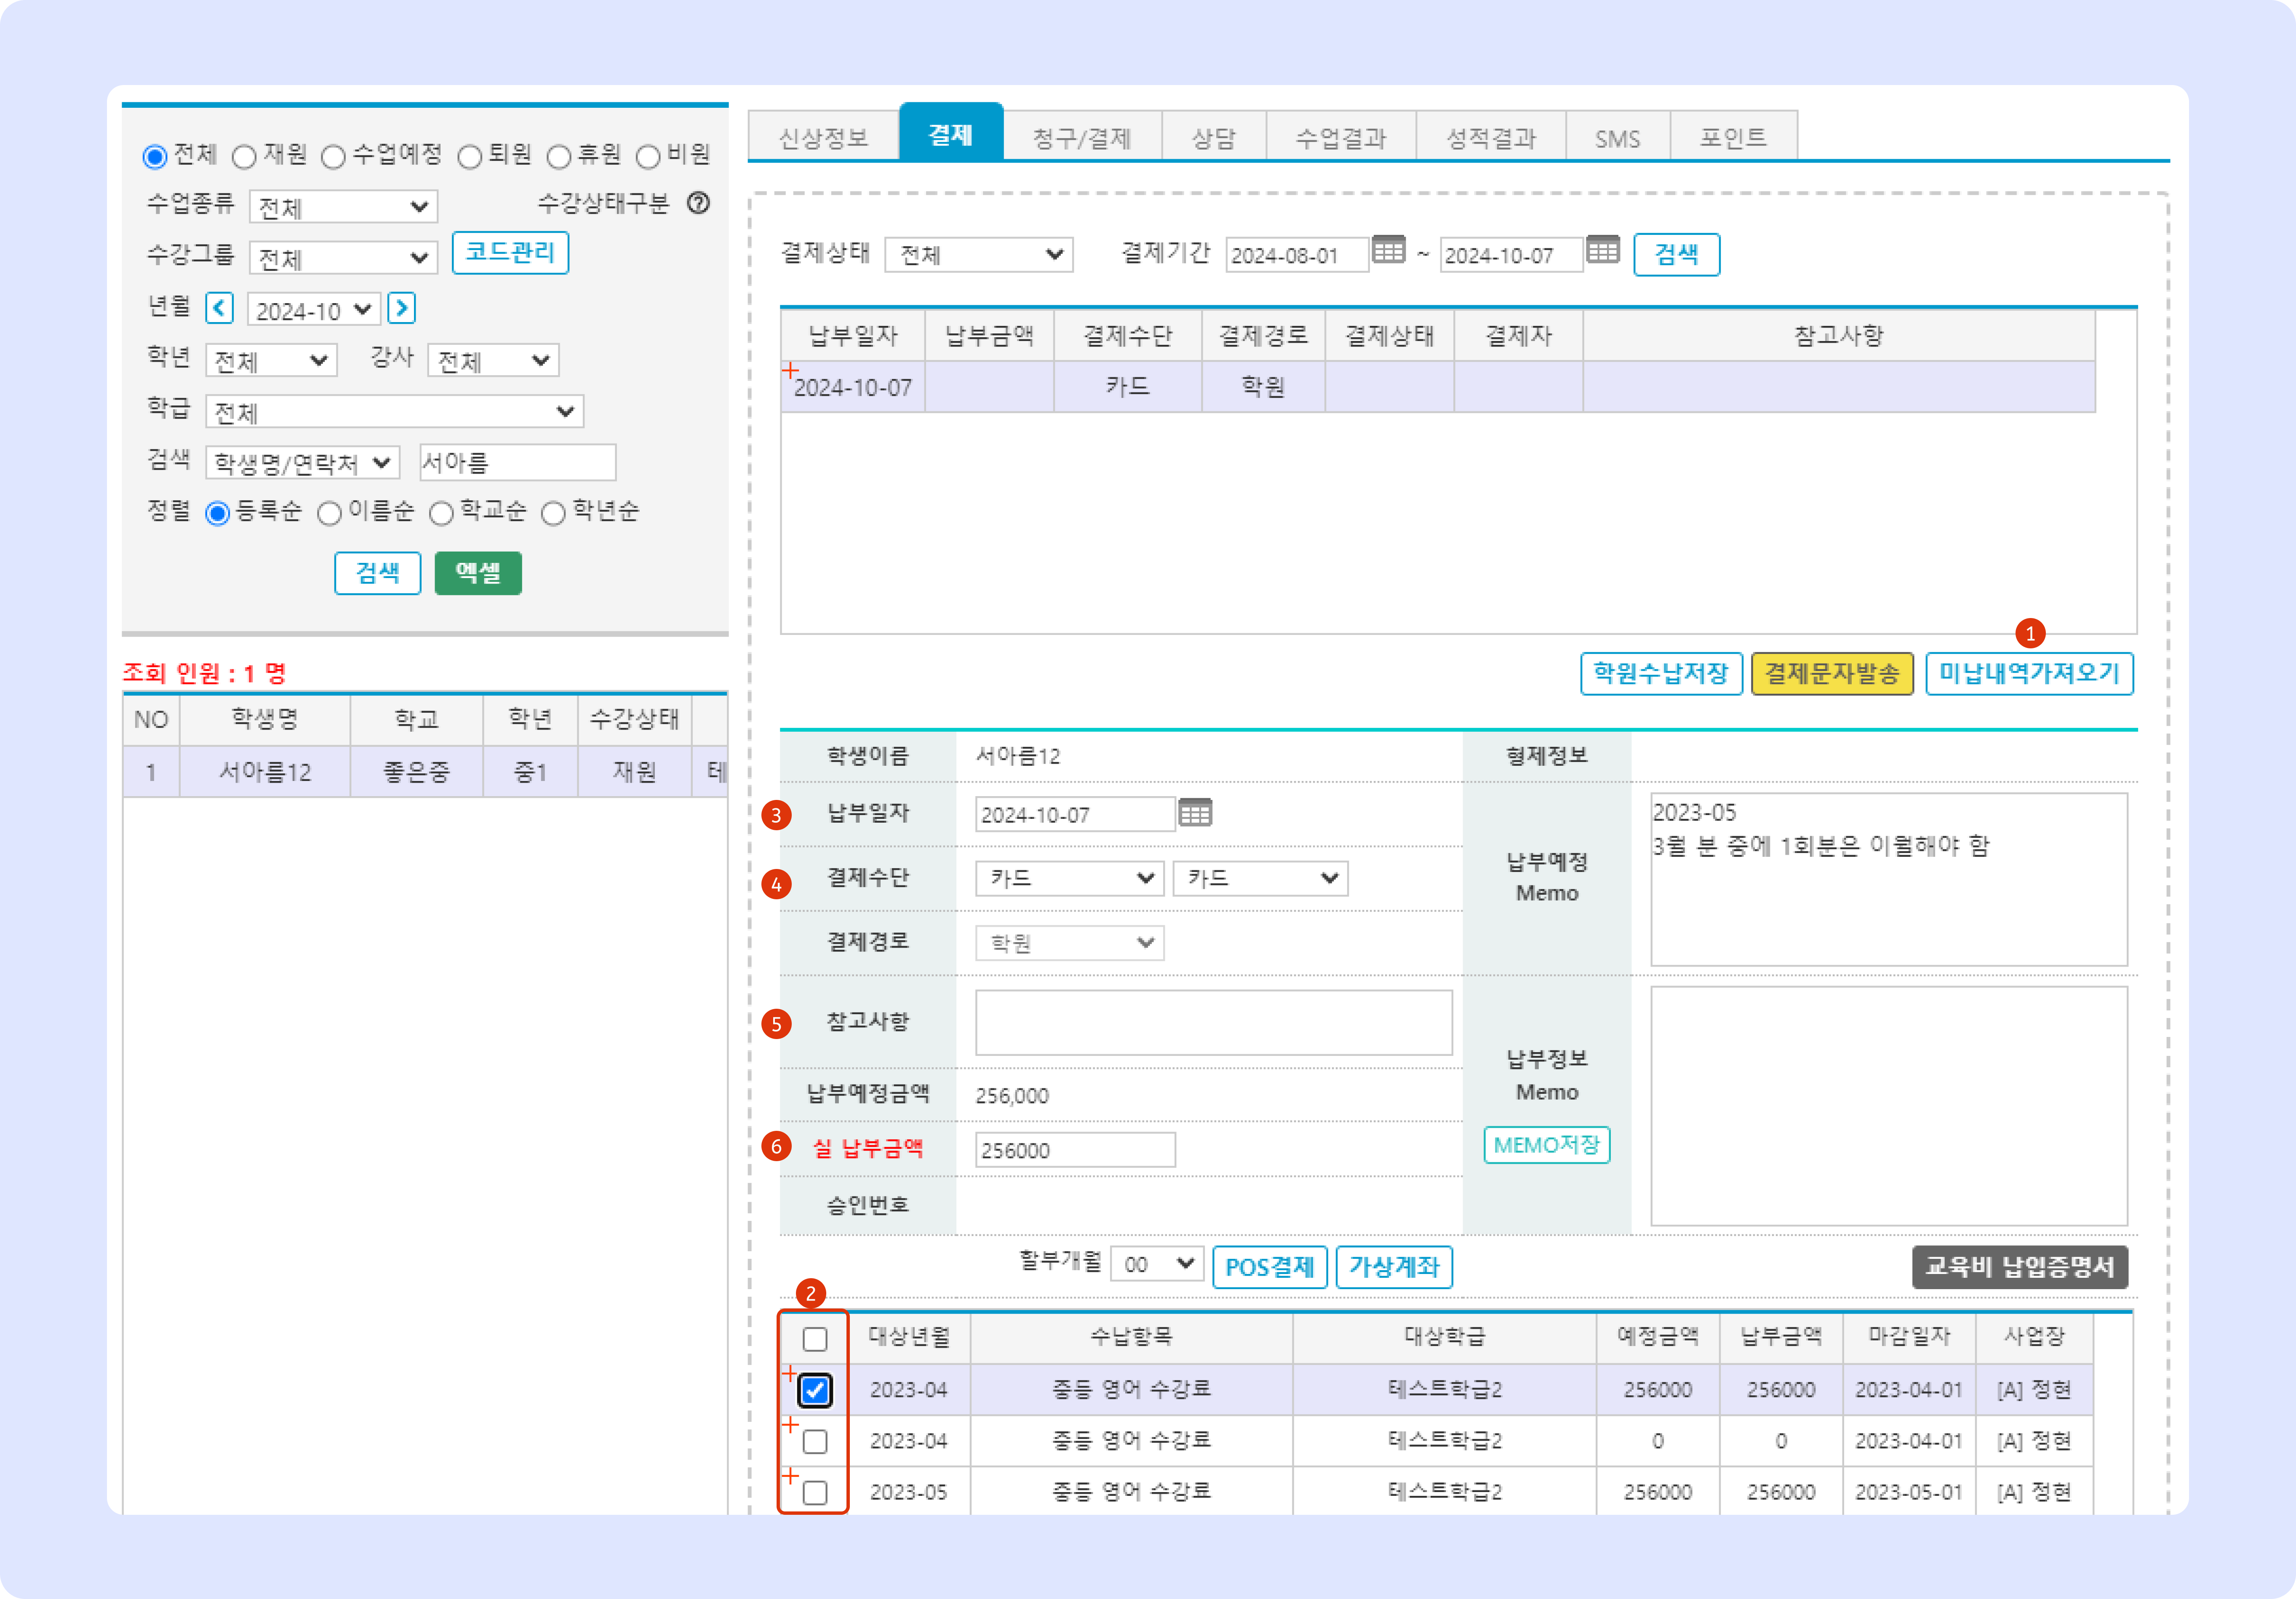 전체 재원 수업예정 퇴원 휴원 비원
수업종류 전체 수강상태구분 ?
수강그룹 전체 코드관리
년월 < 2024-10 >
학년 전체 강사 전체
학급 전체
검색 학생명/연락처 서아름
정렬 등록순 이름순 학교순 학년순
검색 엑셀
조회 인원 : 1 명
NO 학생명 학교 학년 수강상태
1 서아름12 좋은중 중1 재원 테
신상정보 결제 청구/결제 상담 수업결과 성적결과 SMS 포인트
결제상태 전체 결제기간 2024-08-01 ~ 2024-10-07 검색
납부일자 납부금액 결제수단 결제경로 결제상태 결제자 참고사항
2024-10-07 카드 학원
1
학원수납저장 결제문자발송 미납내역가져오기
학생이름 서아름12 형제정보
3 납부일자 2024-10-07
4 결제수단 카드 카드
결제경로 학원
납부예정
Memo
2023-05
3월 분 중에 1회분은 이월해야 함
5 참고사항
납부예정금액 256,000
6 실 납부금액 256000
승인번호
납부정보
Memo
MEMO저장
할부개월 00 POS결제 가상계좌 교육비 납입증명서
2
대상년월 수납항목 대상학급 예정금액 납부금액 마감일자 사업장
2023-04 중등 영어 수강료 테스트학급2 256000 256000 2023-04-01 [A] 정현
2023-04 중등 영어 수강료 테스트학급2 0 0 2023-04-01 [A] 정현
2023-05 중등 영어 수강료 테스트학급2 256000 256000 2023-05-01 [A] 정현